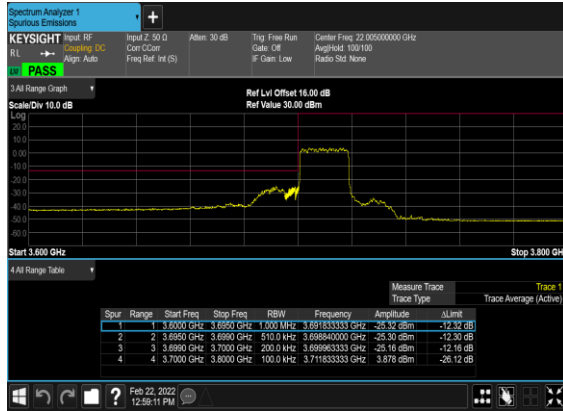 Spectrum Analyzer 1
Spurious Emissions
+
KEYSIGHT Input: RF Input Z: 50 Ω Atten: 30 dB Trig: Free Run Center Freq: 22.005000000 GHz
RL Coupling: DC Corr CCorr Gate: Off Avg|Hold: 100/100
Align: Auto Freq Ref: Int (S) IF Gain: Low Radio Std: None
PASS
3 All Range Graph Ref Lvl Offset 16.00 dB
Scale/Div 10.0 dB Ref Value 30.00 dBm
Log
20.0
10.0
0.00
-10.0
-20.0
-30.0
-40.0
-50.0
-60.0
Start 3.600 GHz Stop 3.800 GH
4 All Range Table
Measure Trace Trace 1
Trace Type Trace Average (Active)
Spur Range Start Freq Stop Freq RBW Frequency Amplitude ΔLimit
1 1 3.6000 GHz 3.6950 GHz 1.000 MHz 3.691833333 GHz -25.32 dBm -12.32 dB
2 2 3.6950 GHz 3.6990 GHz 510.0 kHz 3.698840000 GHz -25.30 dBm -12.30 dB
3 3 3.6990 GHz 3.7000 GHz 200.0 kHz 3.699963333 GHz -25.16 dBm -12.16 dB
4 4 3.7000 GHz 3.8000 GHz 100.0 kHz 3.711833333 GHz 3.878 dBm -26.12 dB
? Feb 22, 2022
12:59:11 PM